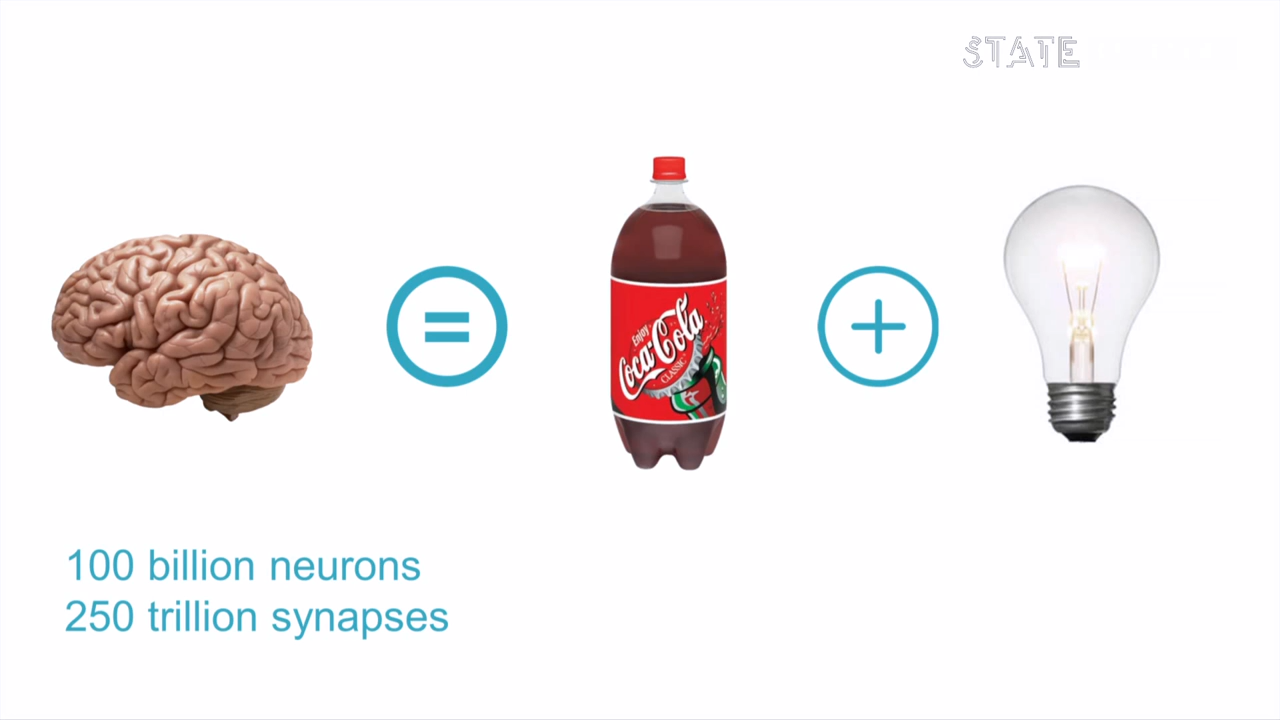 STATE
Enjoy
Coca-Cola
CLASSIC
100 billion neurons
250 trillion synapses